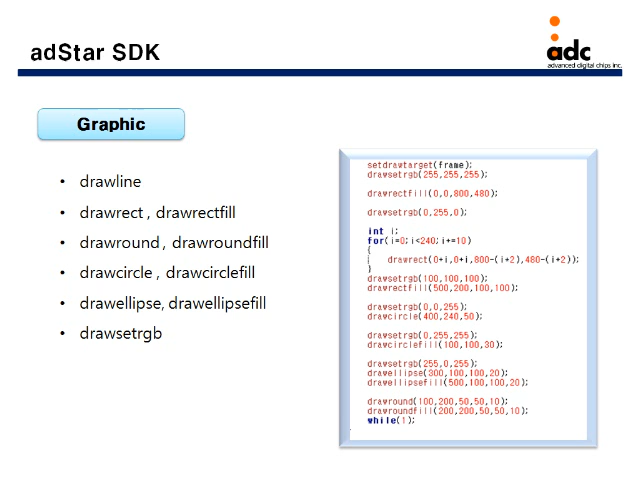 adStar SDK
adc
advanced digital chips inc.
Graphic
• drawline
• drawrect , drawrectfill
• drawround , drawroundfill
• drawcircle , drawcirclefill
• drawellipse, drawellipsefill
• drawsetrgb
setdrawtarget(frame);
drawsetrgb(255,255,255);
drawrectfill(0,0,800,480);
drawsetrgb(0,255,0);
int i;
for(i=0;i<240;i+=10)
{
drawrect(0+i,0+i,800-(i+2),480-(i+2));
}
drawsetrgb(100,100,100);
drawrectfill(500,200,100,100);
drawsetrgb(0,0,255);
drawcircle(400,240,50);
drawsetrgb(0,255,255);
drawcirclefill(100,100,30);
drawsetrgb(255,0,255);
drawellipse(300,100,100,20);
drawellipsefill(500,100,100,20);
drawround(100,200,50,50,10);
drawroundfill(200,200,50,50,10);
while(1);